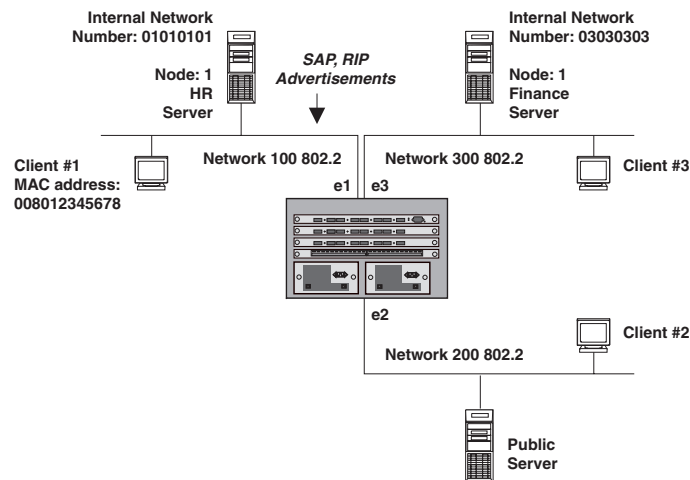 Internal Network
Number: 01010101
Node: 1
HR
Server
SAP, RIP
Advertisements
Internal Network
Number: 03030303
Node: 1
Finance
Server
Client #1
MAC address:
008012345678
Network 100 802.2
Network 300 802.2
Client #3
e1
e3
e2
Client #2
Network 200 802.2
Public
Server